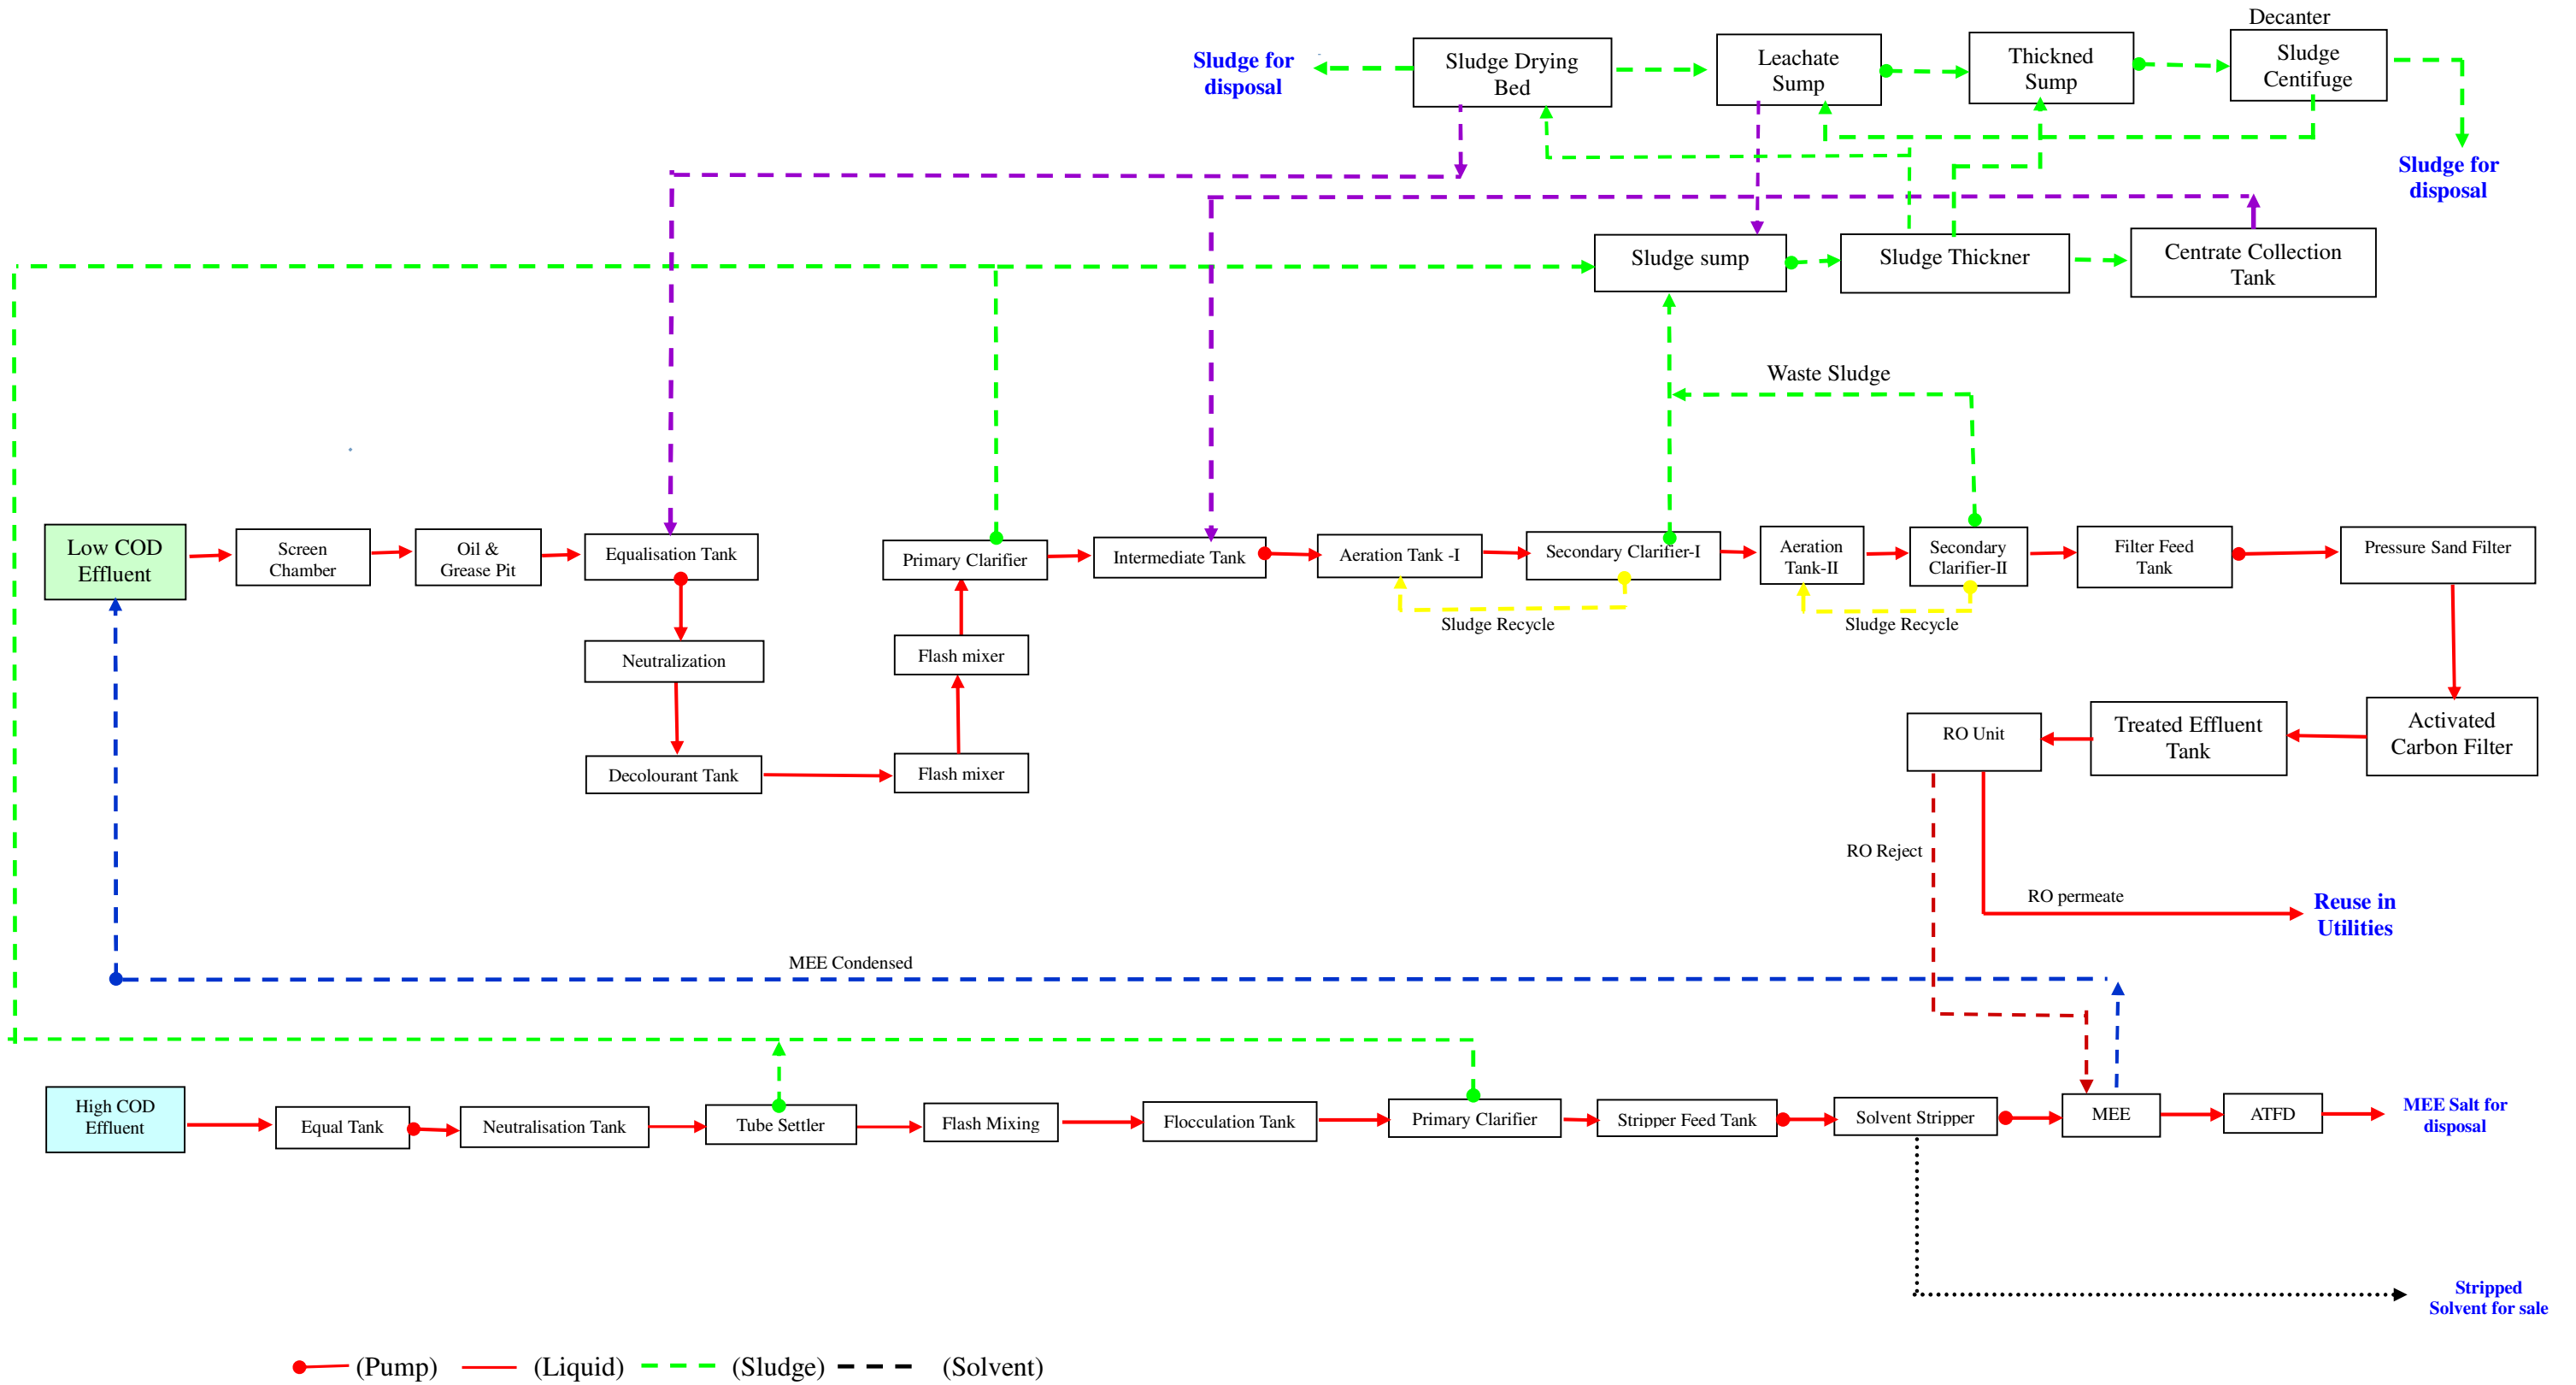 Decanter
Sludge for
disposal
Sludge Drying
Bed
Leachate
Sump
Thickned
Sump
Sludge
Centifuge
Sludge for
disposal
Sludge sump
Sludge Thickner
Centrate Collection
Tank
Waste Sludge
Low COD
Effluent
Screen
Chamber
Oil &
Grease Pit
Equalisation Tank
Primary Clarifier
Intermediate Tank
Aeration Tank -I
Secondary Clarifier-I
Aeration
Tank-II
Secondary
Clarifier-II
Filter Feed
Tank
Pressure Sand Filter
Sludge Recycle
Sludge Recycle
Neutralization
Flash mixer
Decolourant Tank
Flash mixer
RO Unit
Treated Effluent
Tank
Activated
Carbon Filter
RO Reject
RO permeate
Reuse in
Utilities
MEE Condensed
High COD
Effluent
Equal Tank
Neutralisation Tank
Tube Settler
Flash Mixing
Flocculation Tank
Primary Clarifier
Stripper Feed Tank
Solvent Stripper
MEE
ATFD
MEE Salt for
disposal
Stripped
Solvent for sale
(Pump)
(Liquid)
(Sludge)
(Solvent)